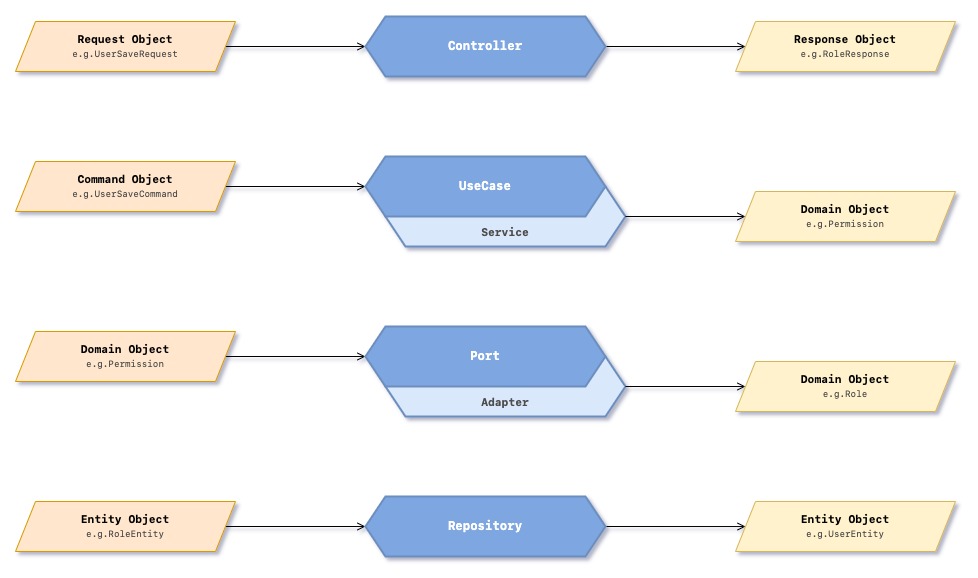 Request Object
e.g.UserSaveRequest
Controller
Response Object
e.g.RoleResponse
Command Object
e.g.UserSaveCommand
UseCase
Service
Domain Object
e.g.Permission
Domain Object
e.g.Permission
Port
Adapter
Domain Object
e.g.Role
Entity Object
e.g.RoleEntity
Repository
Entity Object
e.g.UserEntity